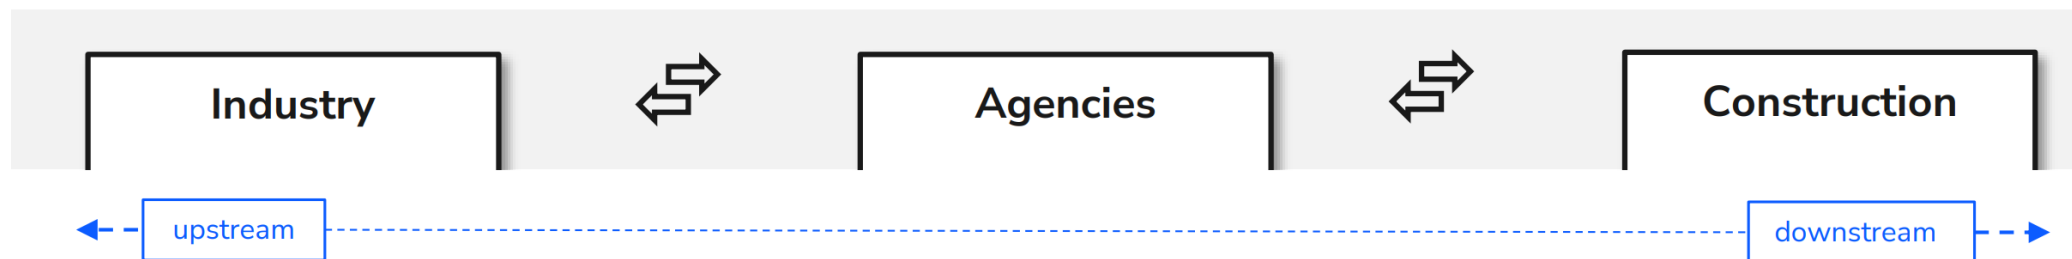 Industry
Agencies
Construction
upstream
downstream